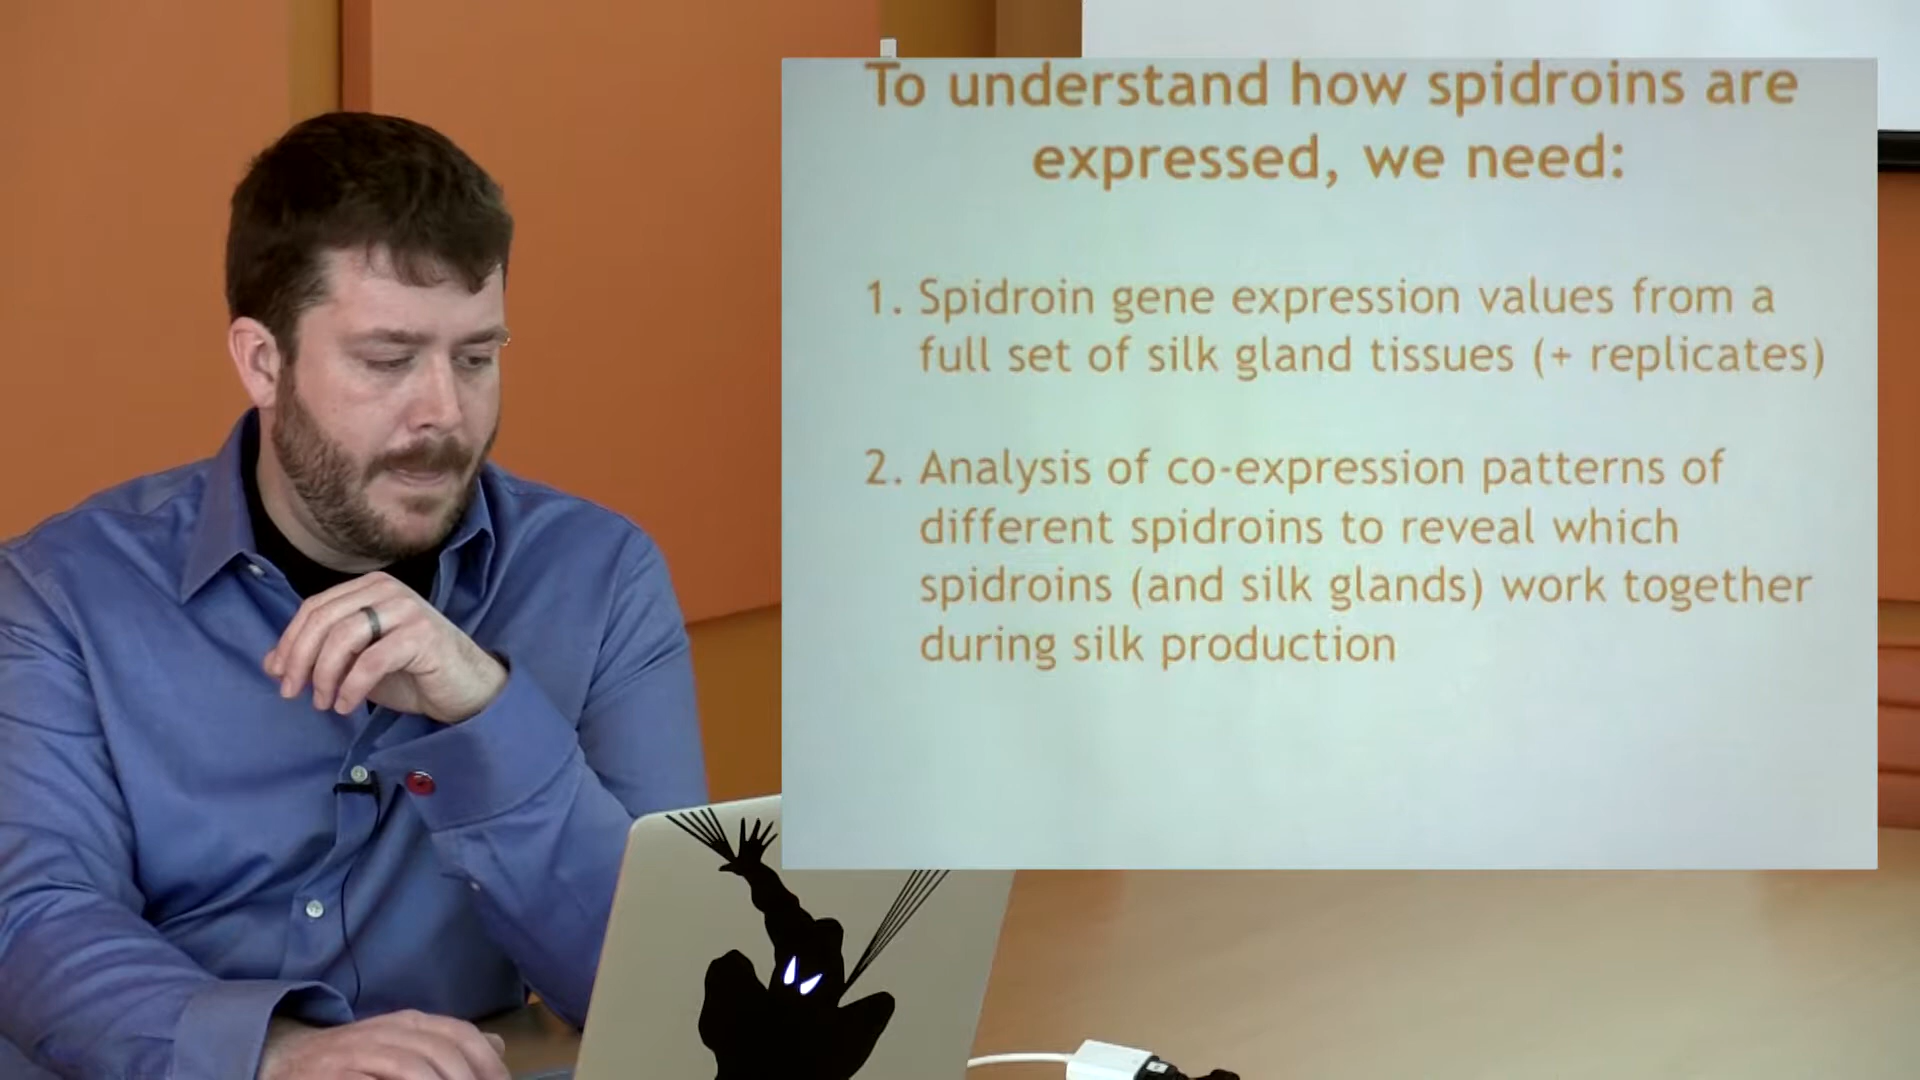 To understand how spidroins are
expressed, we need:
1. Spidroin gene expression values from a
full set of silk gland tissues (+ replicates)
2. Analysis of co-expression patterns of
different spidroins to reveal which
spidroins (and silk glands) work together
during silk production